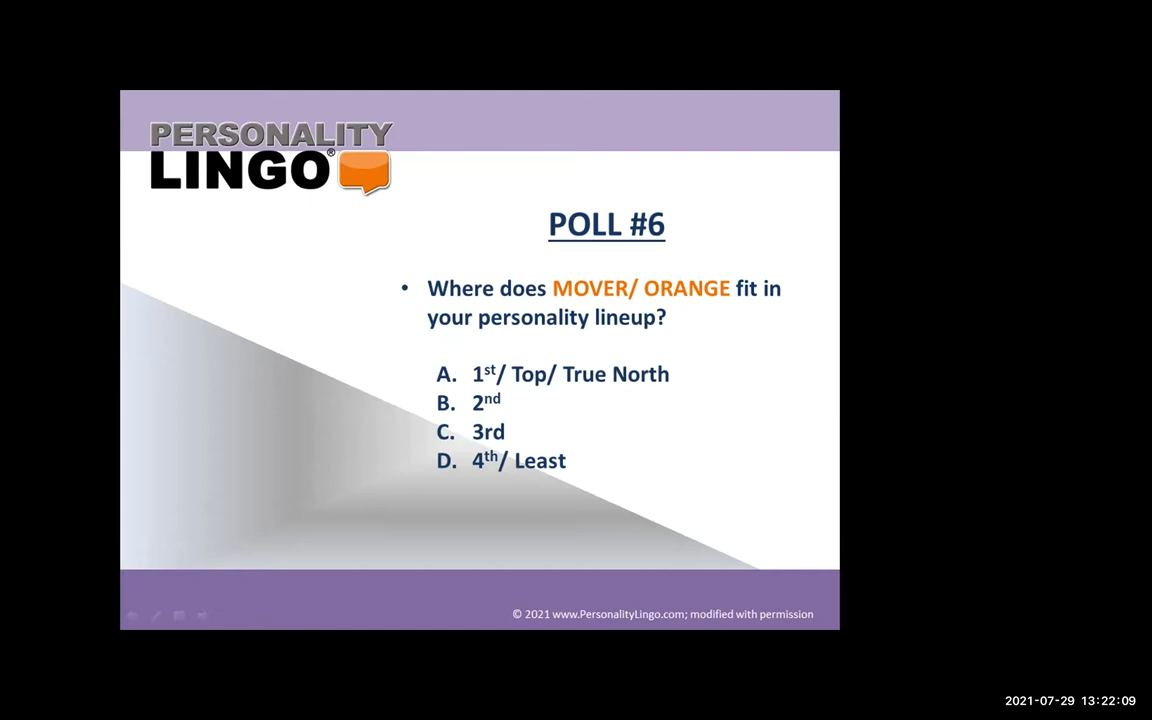 PERSONALITY
LINGO®
POLL #6
• Where does MOVER/ ORANGE fit in
your personality lineup?
A. 1st/ Top/ True North
B. 2nd
C. 3rd
D. 4th/ Least
© 2021 www.PersonalityLingo.com; modified with permission
2021-07-29 13:22:09